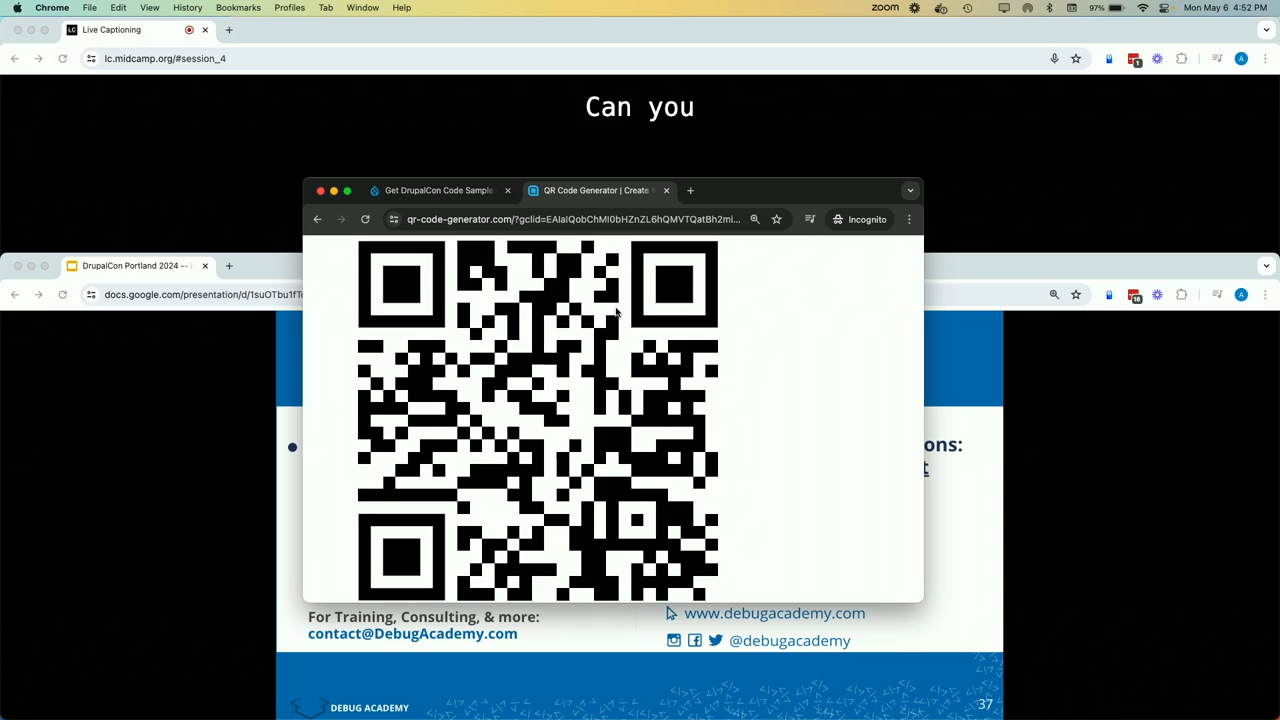 Chrome File Edit View History Bookmarks Profiles Tab Window Help
zoom 97% Mon May 6 4:52 PM
LC Live Captioning
lc.midcamp.org/#session_4
1 A
Can you
Get DrupalCon Code Sample
QR Code Generator | Create
qr-code-generator.com/?gclid=EAIaIQobChMI0bHZnZL6hQMVTQatBh2mi...
Incognito
DrupalCon Portland 2024 --
docs.google.com/presentation/d/1suOTbu1fT
16 A
ons:
t
For Training, Consulting, & more:
contact@DebugAcademy.com
www.debugacademy.com
@debugacademy
DEBUG ACADEMY
37